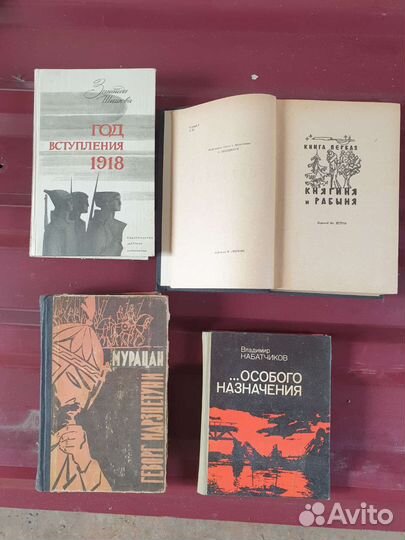 Зинаида
Шишова
ГОД
ВСТУПЛЕНИЯ
1918
КНИГА ПЕРВАЯ
КНЯГИНЯ
И РАБЫНЯ
МУРАЦАН
ГЕВОРГ МАРЗПЕТУНИ
Владимир
НАБАТЧИКОВ
...ОСОБОГО
НАЗНАЧЕНИЯ
Avito